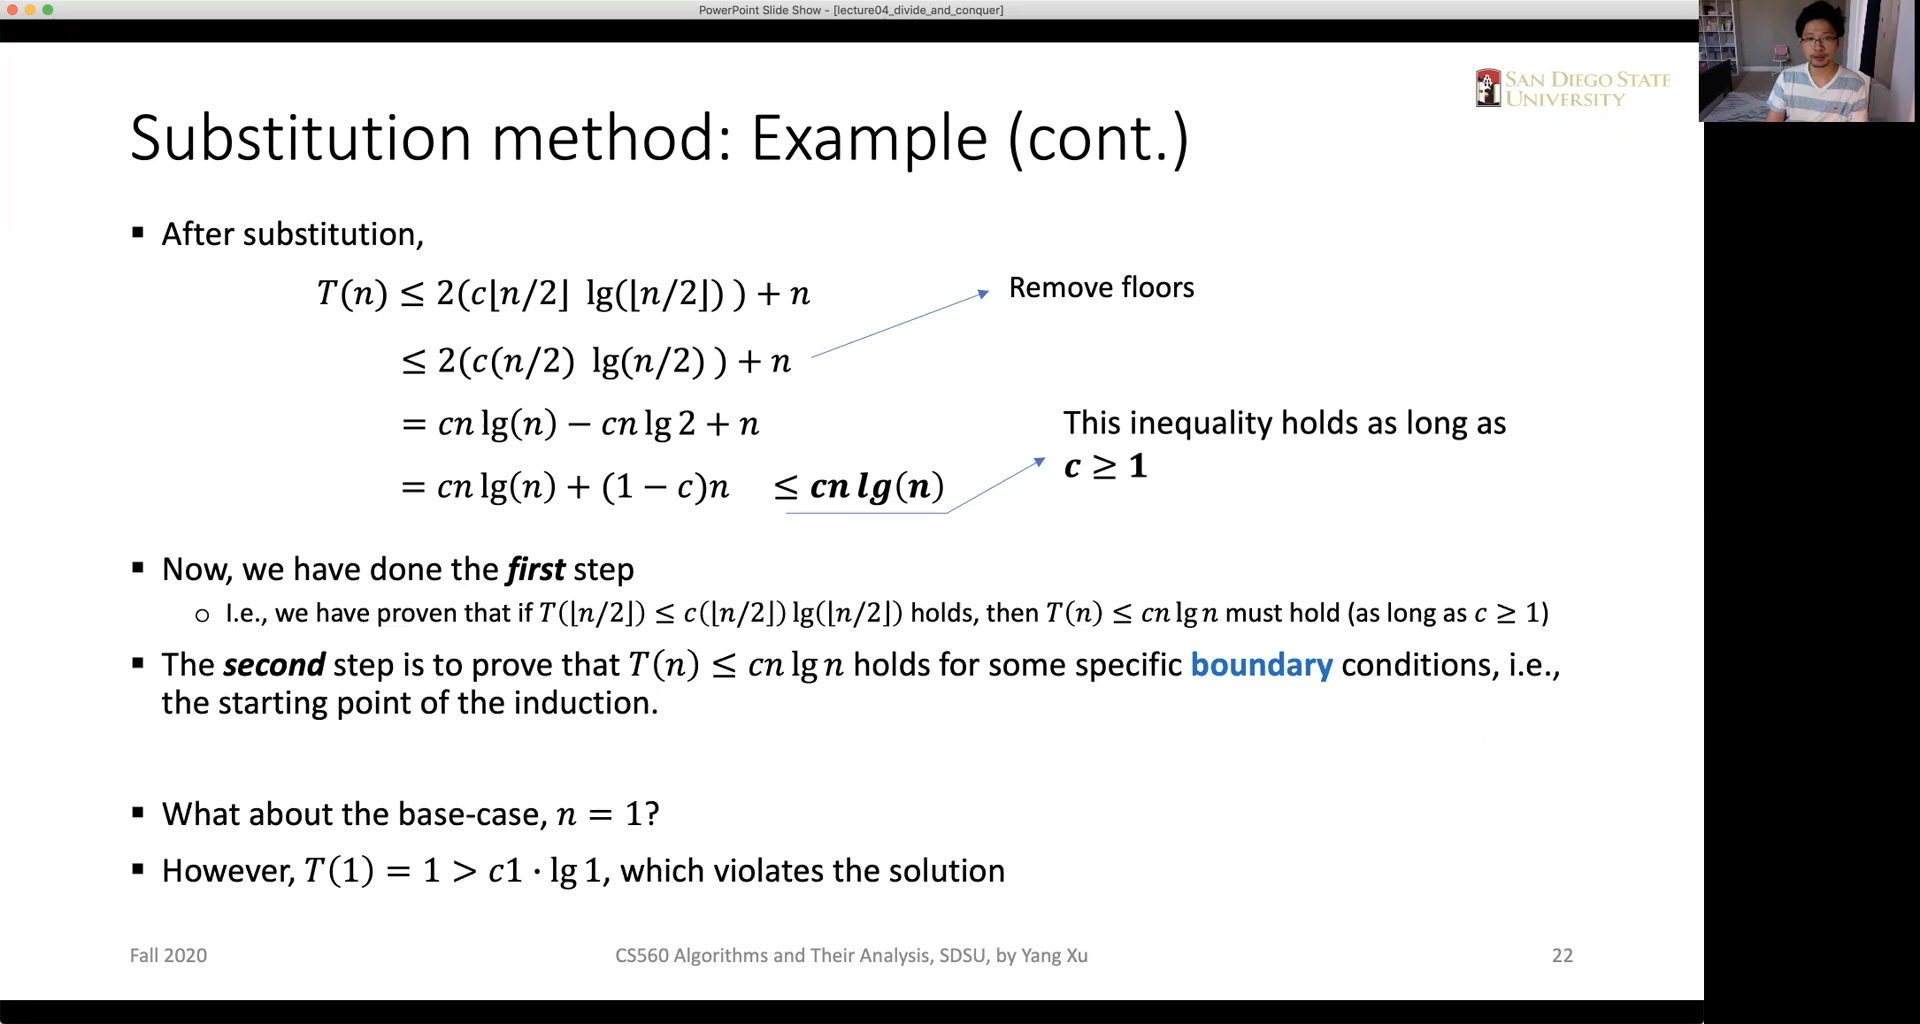 PowerPoint Slide Show - [lecture04_divide_and_conquer]
SAN DIEGO STATE
UNIVERSITY
Substitution method: Example (cont.)
▪ After substitution,
T(n) ≤ 2(c⌊n/2⌋ lg(⌊n/2⌋) ) + n
Remove floors
≤ 2(c(n/2) lg(n/2) ) + n
= cn lg(n) − cn lg 2 + n
This inequality holds as long as
c ≥ 1
= cn lg(n) + (1 − c)n ≤ cn lg(n)
▪ Now, we have done the first step
o I.e., we have proven that if T(⌊n/2⌋) ≤ c(⌊n/2⌋) lg(⌊n/2⌋) holds, then T(n) ≤ cn lg n must hold (as long as c ≥ 1)
▪ The second step is to prove that T(n) ≤ cn lg n holds for some specific boundary conditions, i.e.,
the starting point of the induction.
▪ What about the base-case, n = 1?
▪ However, T(1) = 1 > c1 · lg 1, which violates the solution
Fall 2020
CS560 Algorithms and Their Analysis, SDSU, by Yang Xu
22